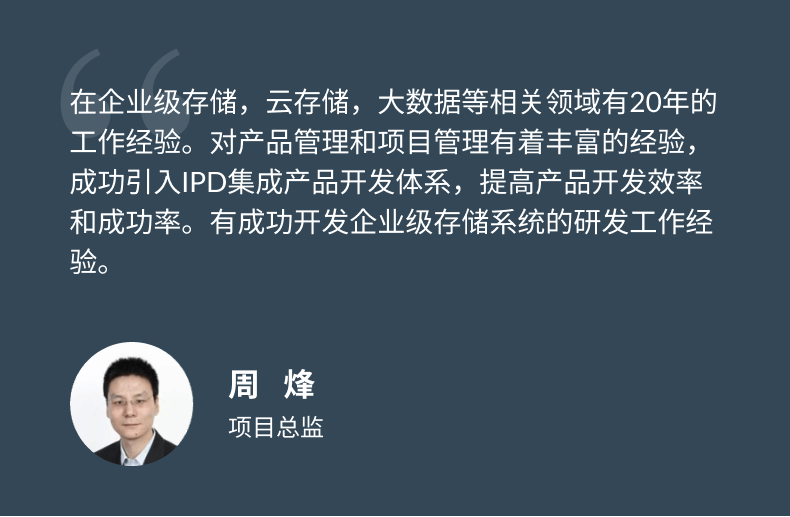 在企业级存储，云存储，大数据等相关领域有20年的
工作经验。对产品管理和项目管理有着丰富的经验，
成功引入IPD集成产品开发体系，提高产品开发效率
和成功率。有成功开发企业级存储系统的研发工作经
验。
周 烽
项目总监